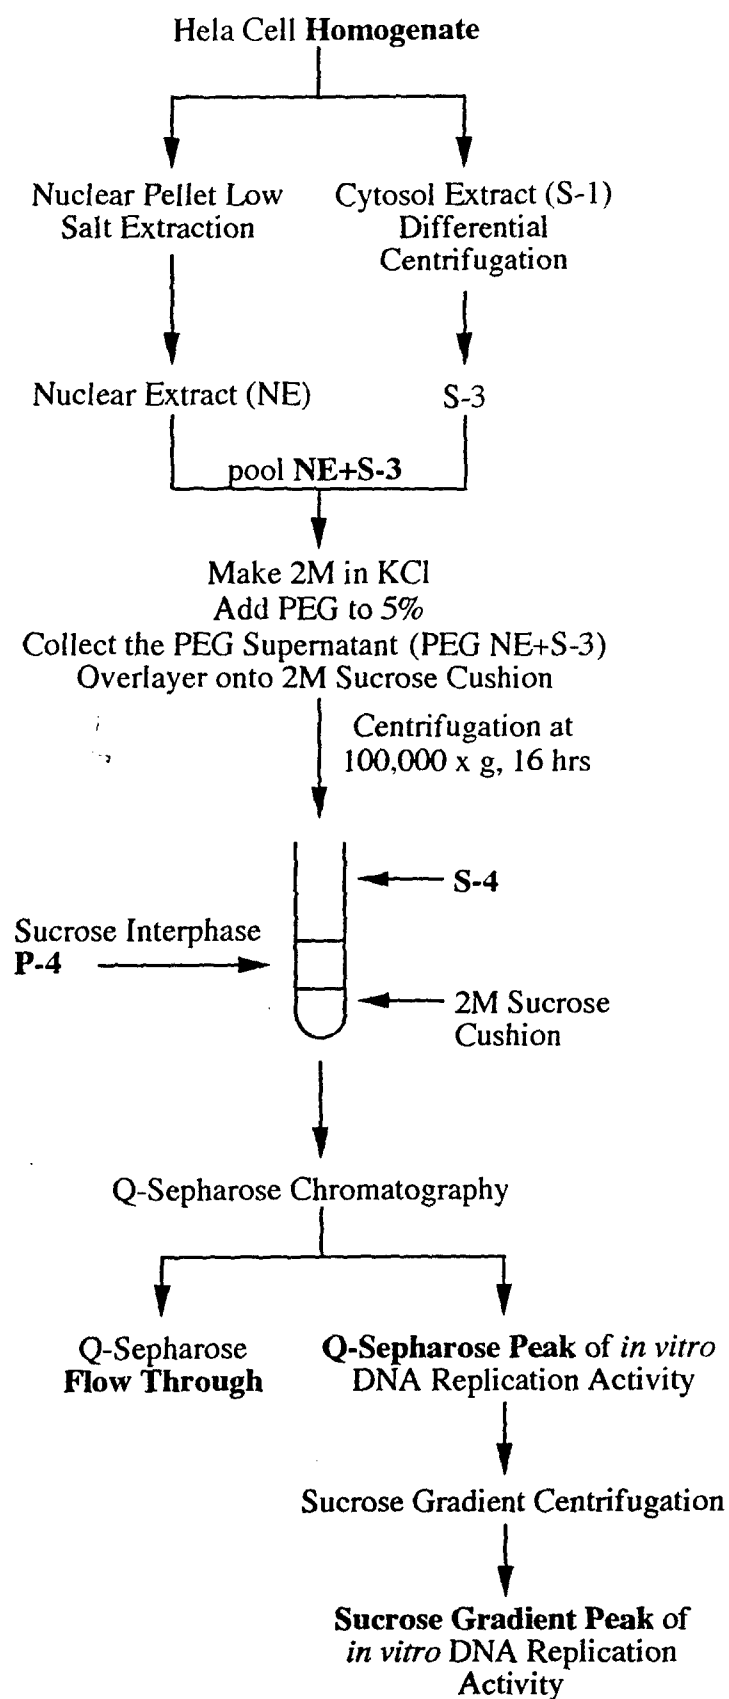 Hela Cell Homogenate
Nuclear Pellet Low
Salt Extraction
Cytosol Extract (S-1)
Differential
Centrifugation
Nuclear Extract (NE)
S-3
pool NE+S-3
Make 2M in KCl
Add PEG to 5%
Collect the PEG Supernatant (PEG NE+S-3)
Overlayer onto 2M Sucrose Cushion
Centrifugation at
100,000 x g, 16 hrs
S-4
Sucrose Interphase
P-4
2M Sucrose
Cushion
Q-Sepharose Chromatography
Q-Sepharose
Flow Through
Q-Sepharose Peak of in vitro
DNA Replication Activity
Sucrose Gradient Centrifugation
Sucrose Gradient Peak of
in vitro DNA Replication
Activity